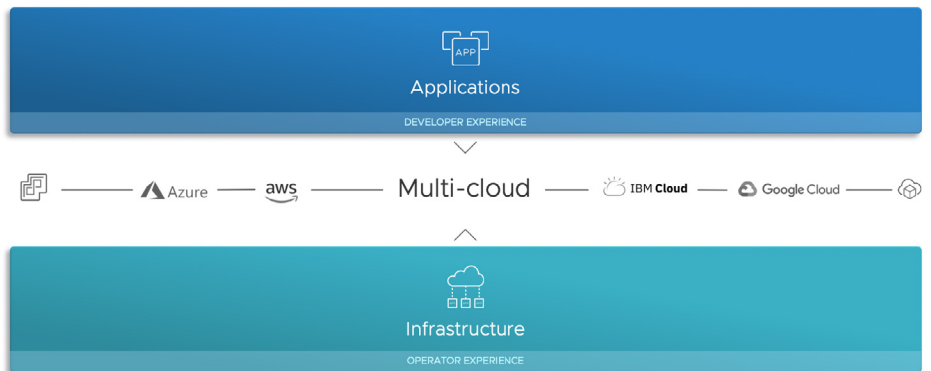 APP
Applications
DEVELOPER EXPERIENCE
Azure aws Multi-cloud IBM Cloud Google Cloud
Infrastructure
OPERATOR EXPERIENCE